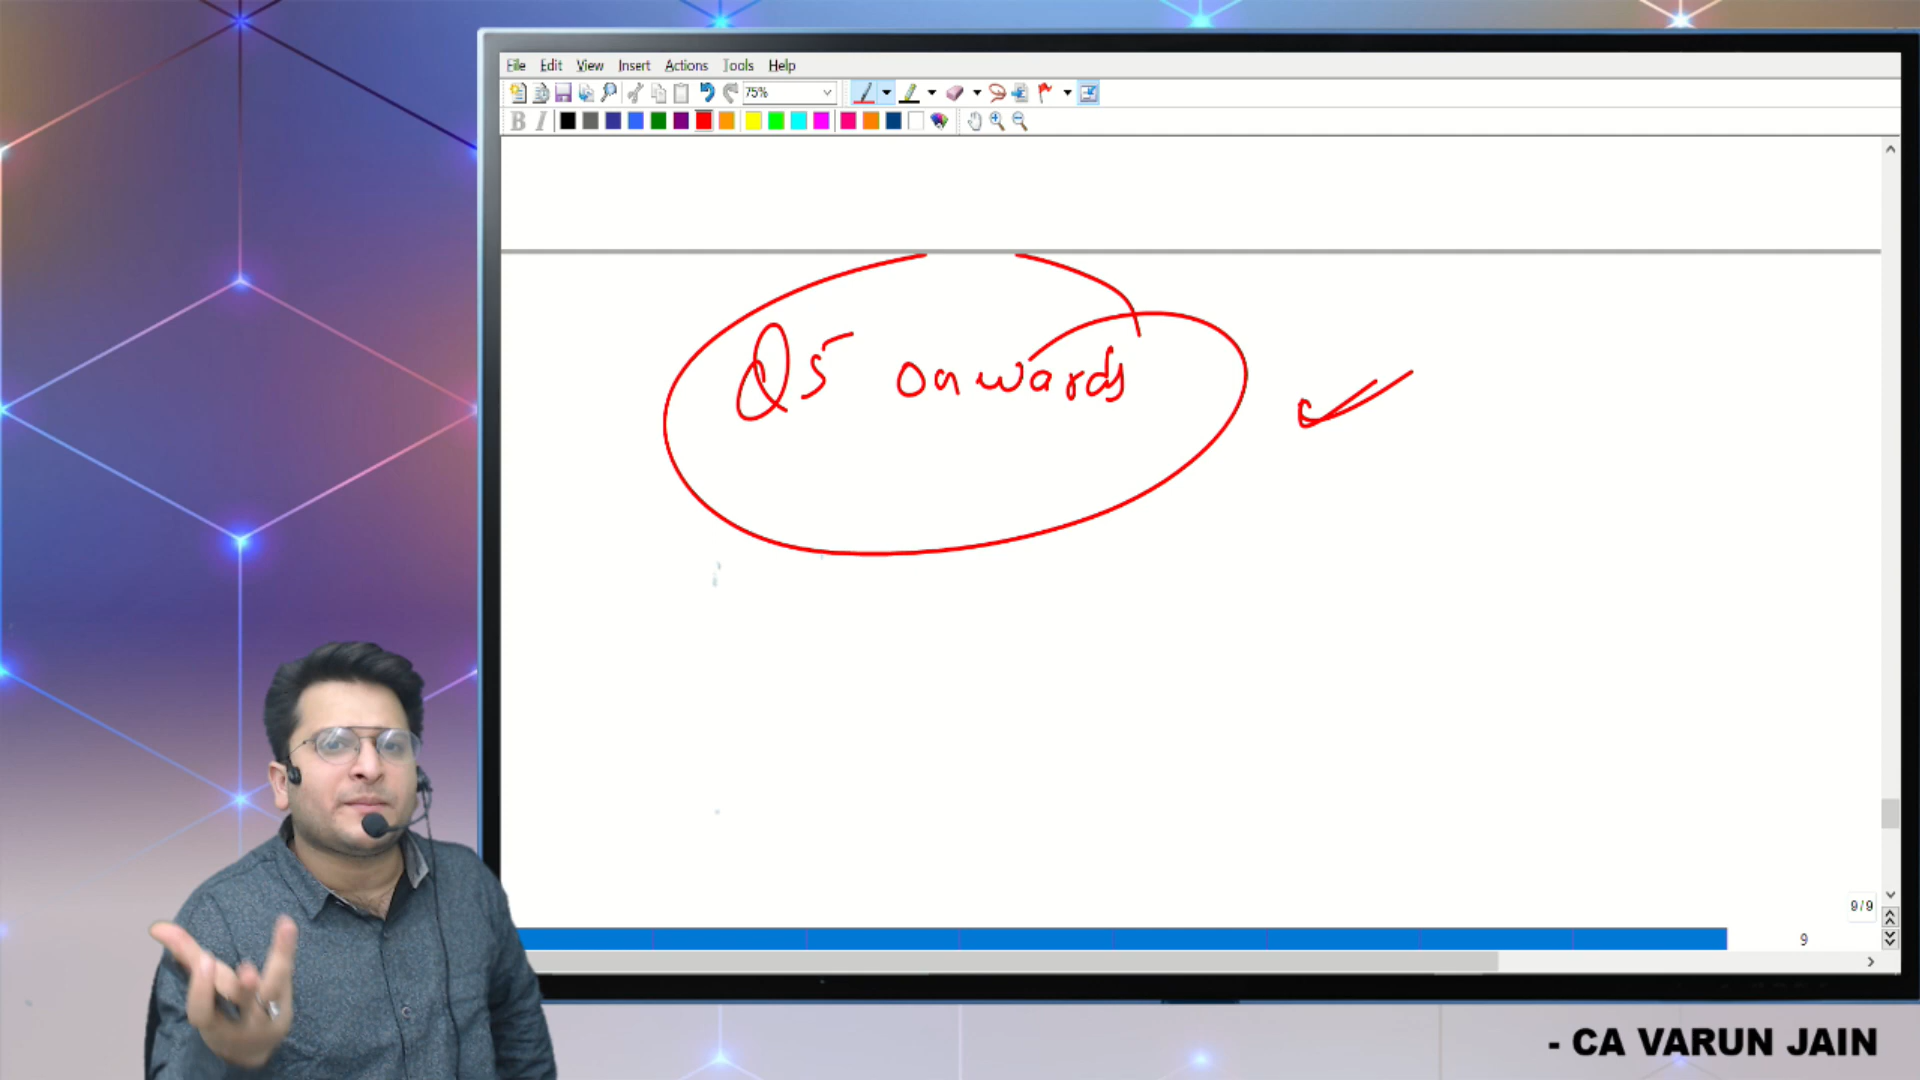 File Edit View Insert Actions Tools Help
75%
B I
Q5 onwards
9/9
9
- CA VARUN JAIN